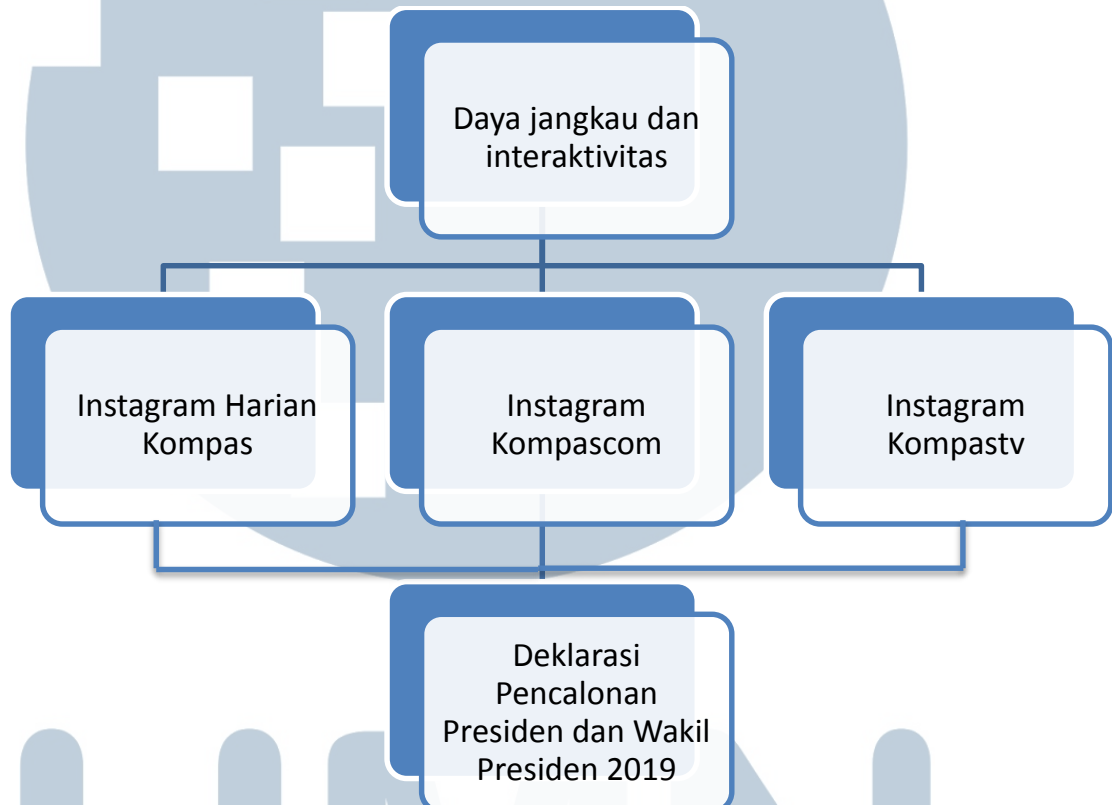 Daya jangkau dan
interaktivitas
Instagram Harian
Kompas
Instagram
Kompascom
Instagram
Kompastv
Deklarasi
Pencalonan
Presiden dan Wakil
Presiden 2019